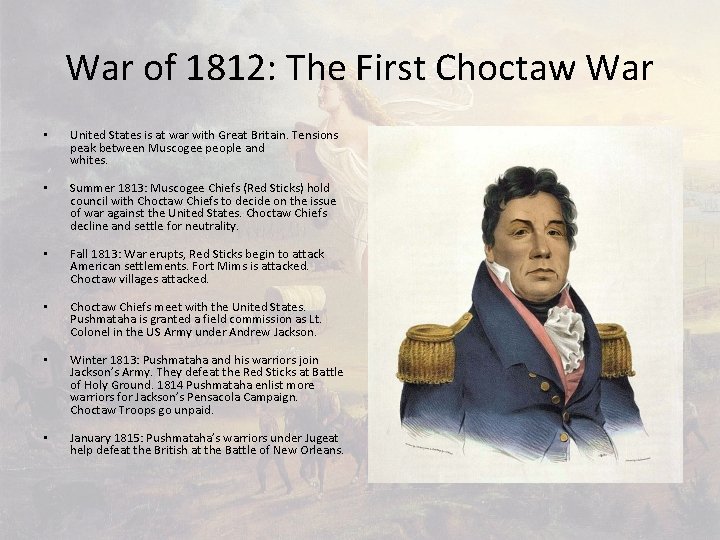 War of 1812: The First Choctaw War
• United States is at war with Great Britain. Tensions
peak between Muscogee people and
whites.
• Summer 1813: Muscogee Chiefs (Red Sticks) hold
council with Choctaw Chiefs to decide on the issue
of war against the United States. Choctaw Chiefs
decline and settle for neutrality.
• Fall 1813: War erupts, Red Sticks begin to attack
American settlements. Fort Mims is attacked.
Choctaw villages attacked.
• Choctaw Chiefs meet with the United States.
Pushmataha is granted a field commission as Lt.
Colonel in the US Army under Andrew Jackson.
• Winter 1813: Pushmataha and his warriors join
Jackson's Army. They defeat the Red Sticks at Battle
of Holy Ground. 1814 Pushmataha enlist more
warriors for Jackson's Pensacola Campaign.
Choctaw Troops go unpaid.
• January 1815: Pushmataha's warriors under Jugeat
help defeat the British at the Battle of New Orleans.